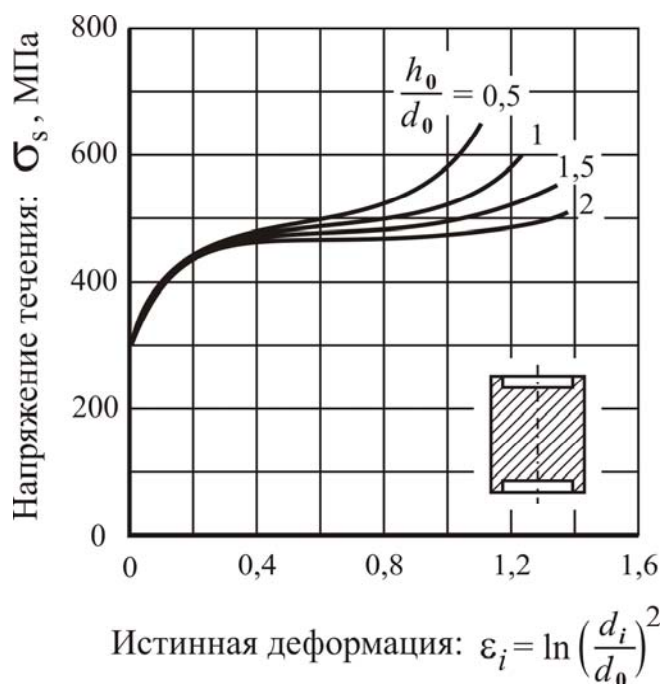 Напряжение течения: σs, МПа
800
600
400
200
0
h0/d0 = 0,5
1
1,5
2
0 0,4 0,8 1,2 1,6
Истинная деформация: εi = ln (di/d0)²